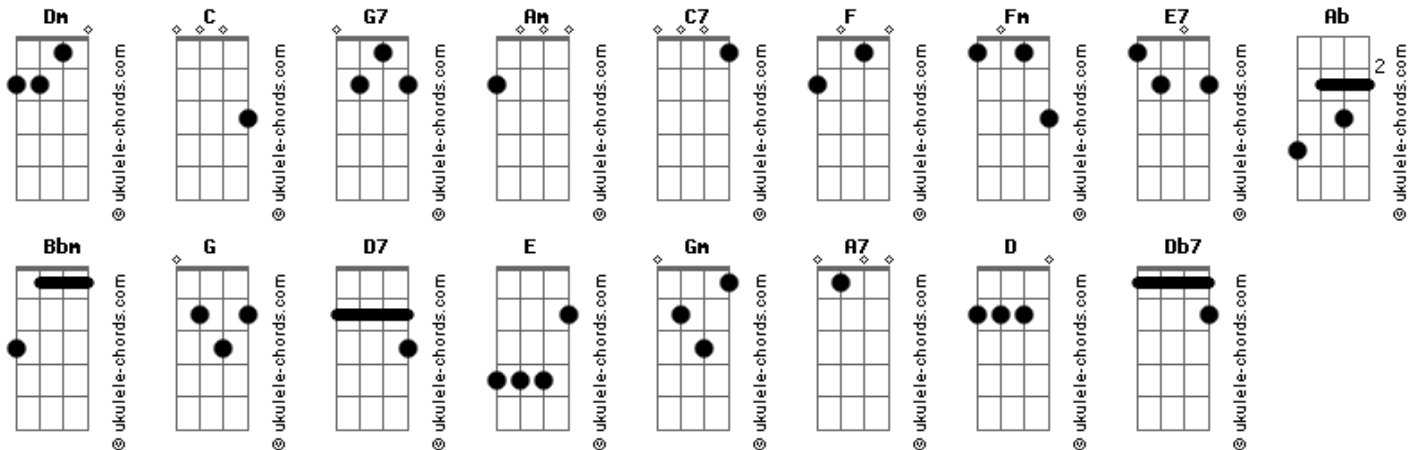 Dm C G7 Am C7 F Fm E7 Ab
2
© ukulele-chords.com © ukulele-chords.com © ukulele-chords.com © ukulele-chords.com © ukulele-chords.com © ukulele-chords.com © ukulele-chords.com © ukulele-chords.com © ukulele-chords.com
Bbm G D7 E Gm A7 D Db7
© ukulele-chords.com © ukulele-chords.com © ukulele-chords.com © ukulele-chords.com © ukulele-chords.com © ukulele-chords.com © ukulele-chords.com © ukulele-chords.com